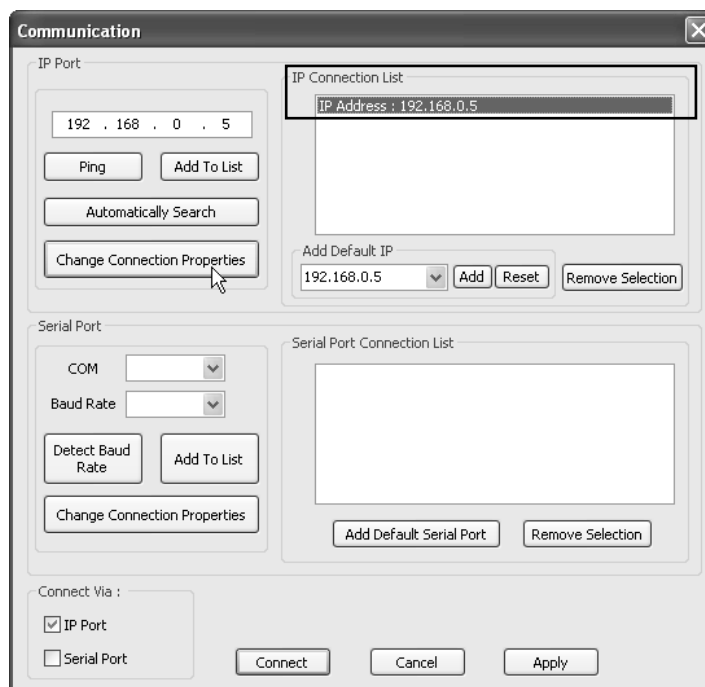 Communication
IP Port
192 . 168 . 0 . 5
Ping Add To List
Automatically Search
Change Connection Properties
IP Connection List
IP Address : 192.168.0.5
Add Default IP
192.168.0.5 Add Reset Remove Selection
Serial Port
COM
Baud Rate
Detect Baud
Rate
Add To List
Change Connection Properties
Serial Port Connection List
Add Default Serial Port Remove Selection
Connect Via :
IP Port
Serial Port
Connect Cancel Apply